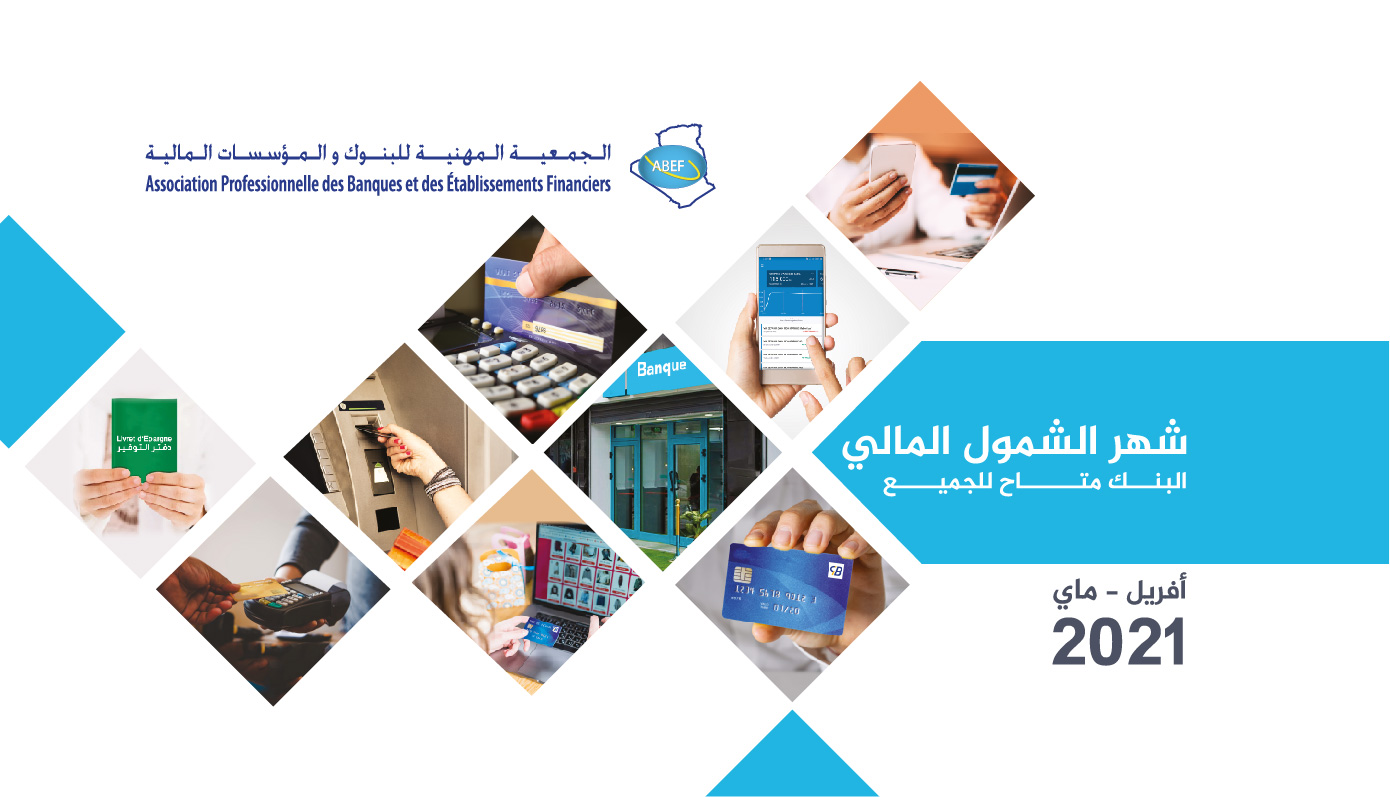 الجمعية المهنية للبنوك و المؤسسات المالية
Association Professionnelle des Banques et des Établissements Financiers
ABEF
Banque
شهر الشمول المالي
البنك متاح للجميع
Livret d'Epargne
دفتر التوفير
CB
أفريل - ماي
2021